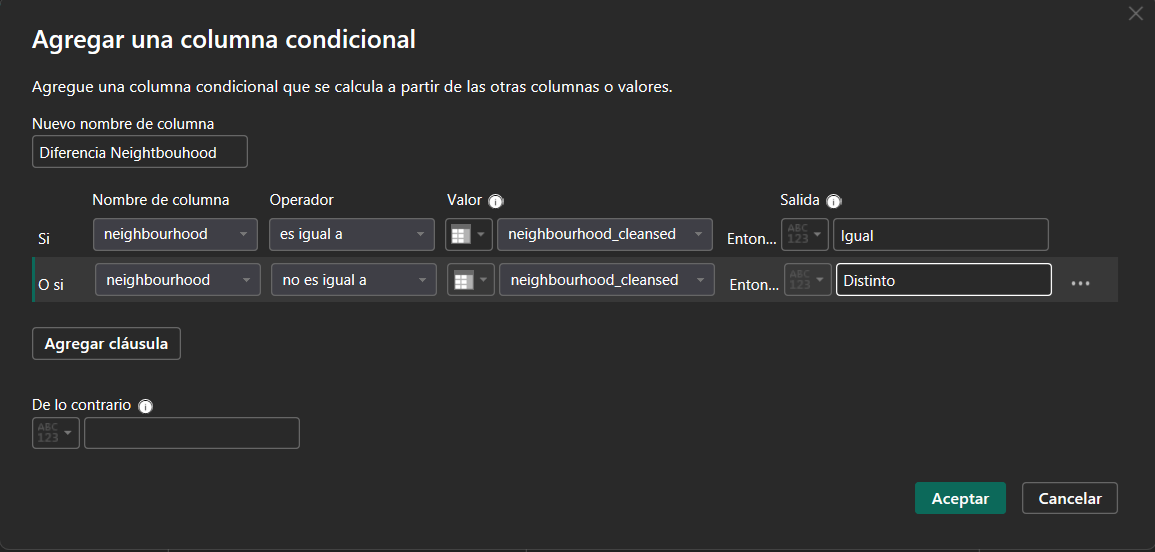 Agregar una columna condicional
Agregue una columna condicional que se calcula a partir de las otras columnas o valores.
Nuevo nombre de columna
Diferencia Neightbouhood
Nombre de columna Operador Valor i Salida i
Si neighbourhood es igual a neighbourhood_cleansed Enton... ABC 123 Igual
O si neighbourhood no es igual a neighbourhood_cleansed Enton... ABC 123 Distinto ...
Agregar cláusula
De lo contrario i
ABC 123
Aceptar Cancelar